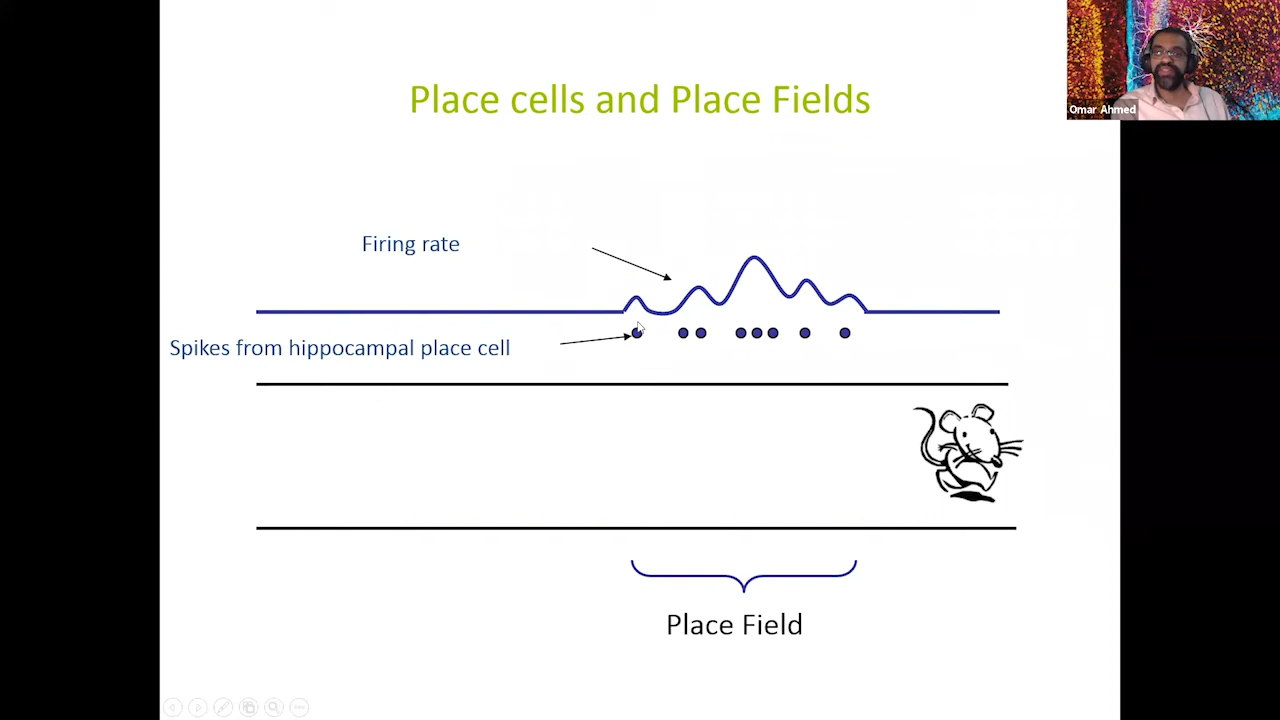 Place cells and Place Fields
Omar Ahmed
Firing rate
Spikes from hippocampal place cell
Place Field